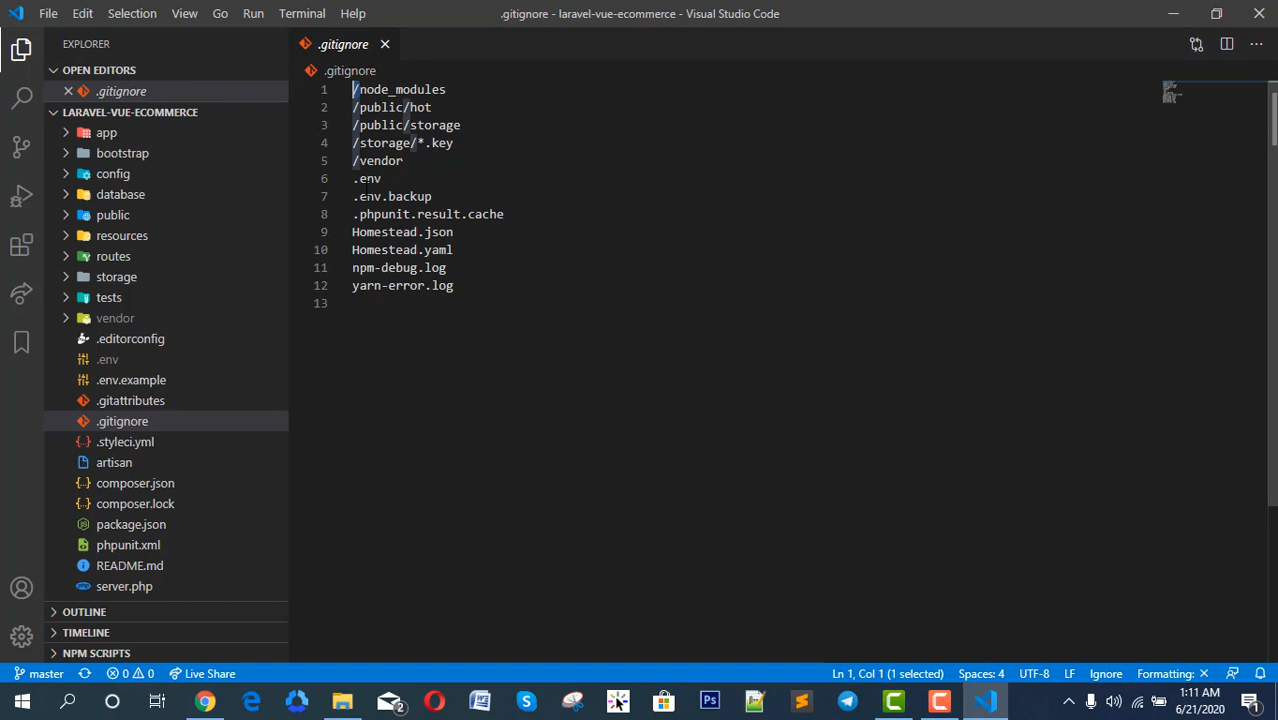 File Edit Selection View Go Run Terminal Help .gitignore - laravel-vue-ecommerce - Visual Studio Code
EXPLORER
OPEN EDITORS
.gitignore
LARAVEL-VUE-ECOMMERCE
app
bootstrap
config
database
public
resources
routes
storage
tests
vendor
.editorconfig
.env
.env.example
.gitattributes
.gitignore
.styleci.yml
artisan
composer.json
composer.lock
package.json
phpunit.xml
README.md
server.php
OUTLINE
TIMELINE
NPM SCRIPTS
.gitignore
.gitignore
1 /node_modules
2 /public/hot
3 /public/storage
4 /storage/*.key
5 /vendor
6 .env
7 .env.backup
8 .phpunit.result.cache
9 Homestead.json
10 Homestead.yaml
11 npm-debug.log
12 yarn-error.log
13
master 0 0 Live Share Ln 1, Col 1 (1 selected) Spaces: 4 UTF-8 LF Ignore Formatting: ×
2 Ps 1:11 AM
6/21/2020 1